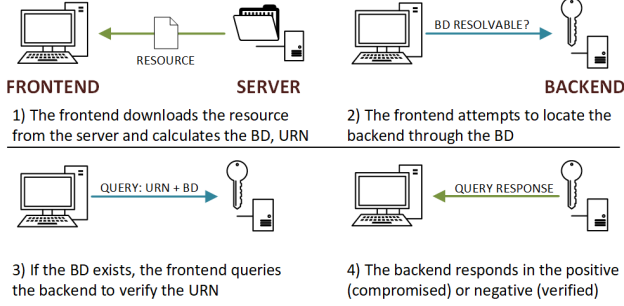 RESOURCE
FRONTEND
SERVER
1) The frontend downloads the resource
from the server and calculates the BD, URN
BD RESOLVABLE?
BACKEND
2) The frontend attempts to locate the
backend through the BD
QUERY: URN + BD
3) If the BD exists, the frontend queries
the backend to verify the URN
QUERY RESPONSE
4) The backend responds in the positive
(compromised) or negative (verified)